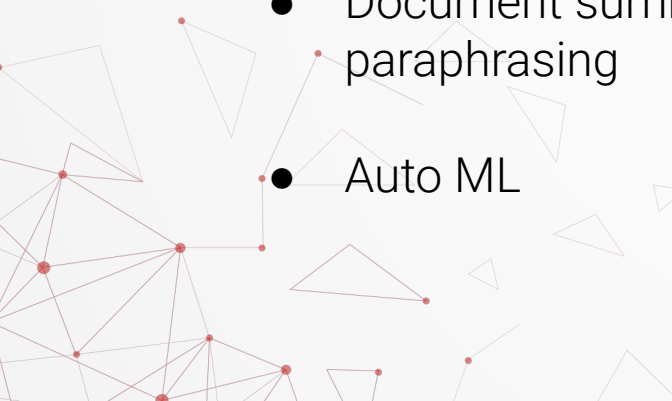 ● Document
paraphrasing
● Auto ML